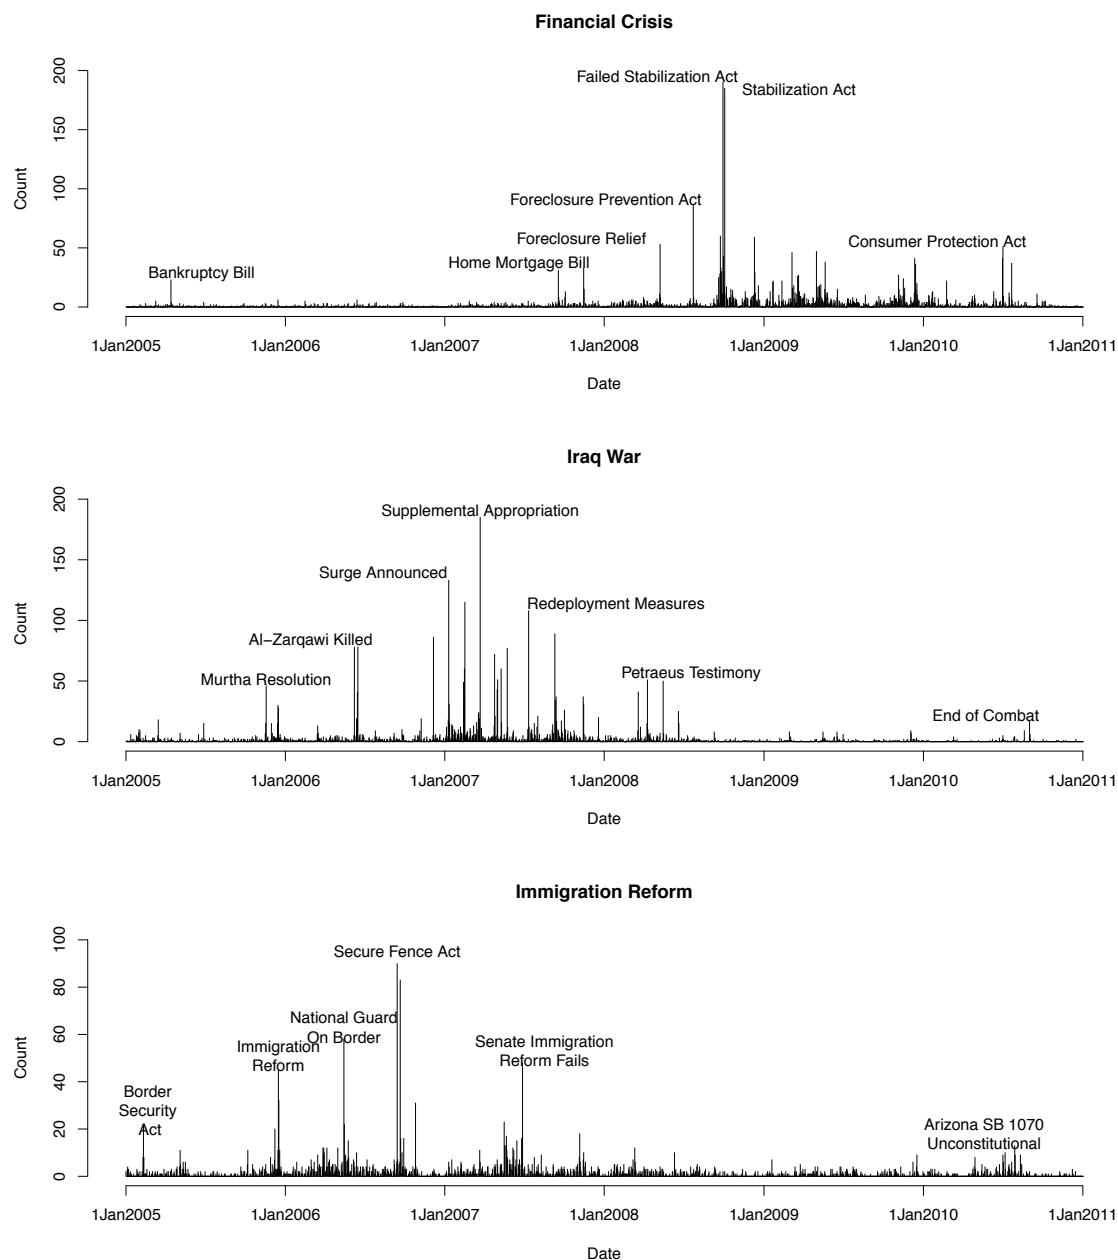 Financial Crisis
Count
200
150
100
50
0
Failed Stabilization Act
Stabilization Act
Foreclosure Prevention Act
Foreclosure Relief
Consumer Protection Act
Home Mortgage Bill
Bankruptcy Bill
1Jan2005 1Jan2006 1Jan2007 1Jan2008 1Jan2009 1Jan2010 1Jan2011
Date
Iraq War
Count
200
150
100
50
0
Supplemental Appropriation
Surge Announced
Redeployment Measures
Al−Zarqawi Killed
Petraeus Testimony
Murtha Resolution
End of Combat
1Jan2005 1Jan2006 1Jan2007 1Jan2008 1Jan2009 1Jan2010 1Jan2011
Date
Immigration Reform
Count
100
80
60
40
20
0
Secure Fence Act
National Guard
On Border
Immigration
Reform
Senate Immigration
Reform Fails
Border
Security
Act
Arizona SB 1070
Unconstitutional
1Jan2005 1Jan2006 1Jan2007 1Jan2008 1Jan2009 1Jan2010 1Jan2011
Date